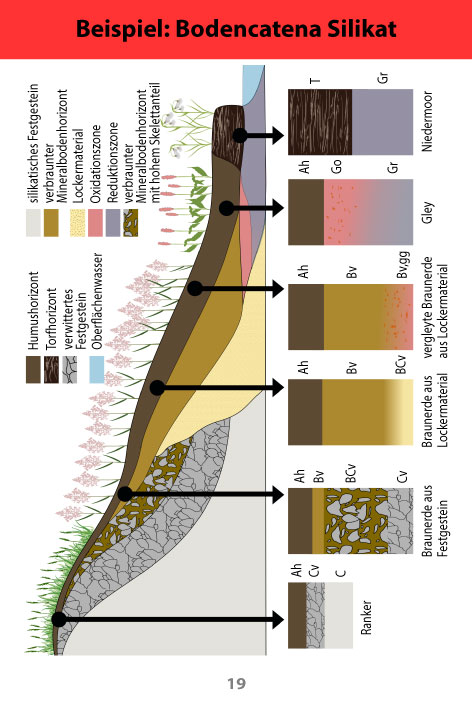 Beispiel: Bodencatena Silikat
Humushorizont
Torfhorizont
verwittertes
Festgestein
Oberflächenwasser
silikatisches Festgestein
verbraunter
Mineralbodenhorizont
Lockermaterial
Oxidationszone
Reduktionszone
verbraunter
Mineralbodenhorizont
mit hohem Skelettanteil
Ah
Cv
C
Ranker
Ah
Bv
BCv
Cv
Braunerde aus
Festgestein
Ah
Bv
BCv
Braunerde aus
Lockermaterial
Ah
Bv
Bv,gg
vergleyte Braunerde
aus Lockermaterial
Ah
Go
Gr
Gley
T
Gr
Niedermoor
19